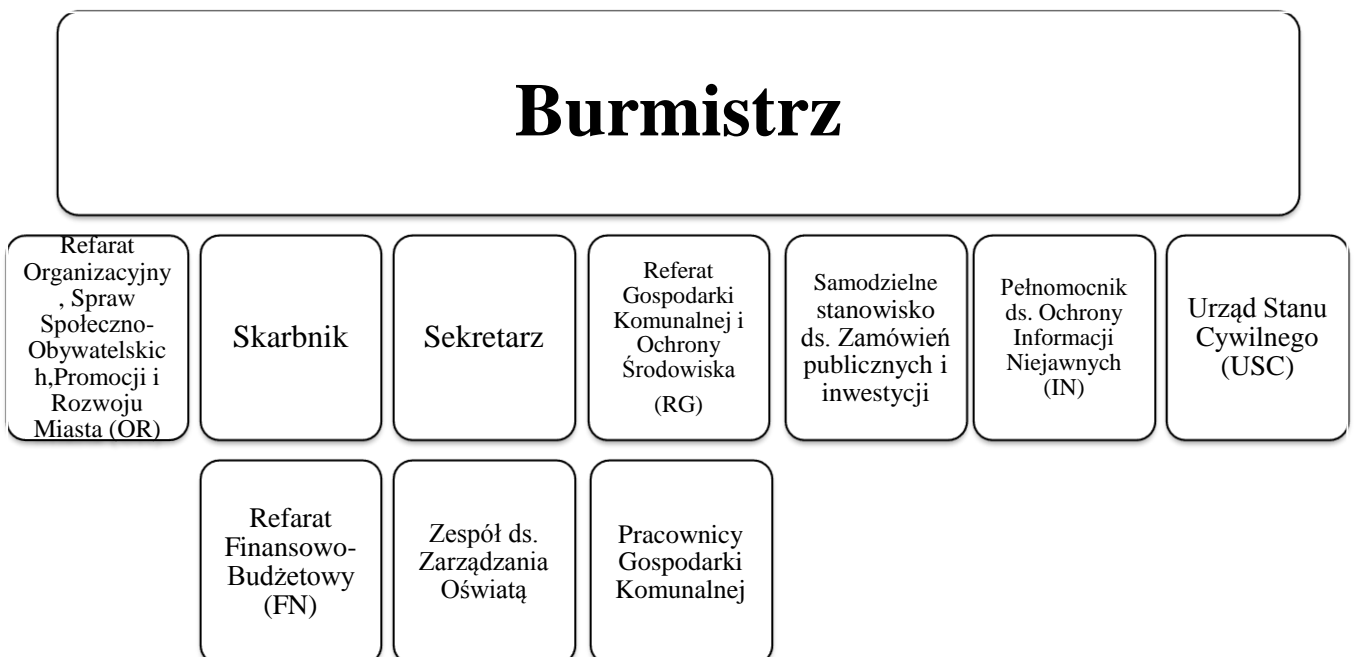 Burmistrz
Refarat
Organizacyjny
, Spraw
Społeczno-
Obywatelskic
h,Promocji i
Rozwoju
Miasta (OR)
Skarbnik
Sekretarz
Referat
Gospodarki
Komunalnej i
Ochrony
Środowiska
(RG)
Samodzielne
stanowisko
ds. Zamówień
publicznych i
inwestycji
Pełnomocnik
ds. Ochrony
Informacji
Niejawnych
(IN)
Urząd Stanu
Cywilnego
(USC)
Refarat
Finansowo-
Budżetowy
(FN)
Zespół ds.
Zarządzania
Oświatą
Pracownicy
Gospodarki
Komunalnej